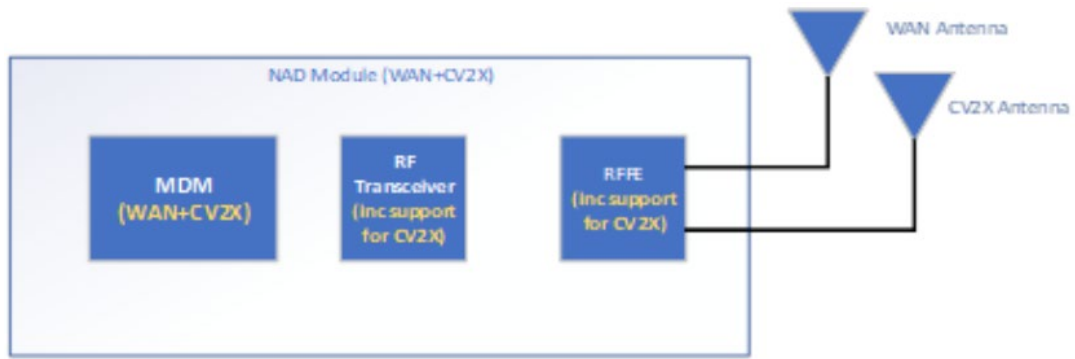 WAN Antenna
NAD Module (WAN+CV2X)
CV2X Antenna
MDM
(WAN+CV2X)
RF
Transceiver
(Inc support
for CV2X)
RFFE
(Inc support
for CV2X)